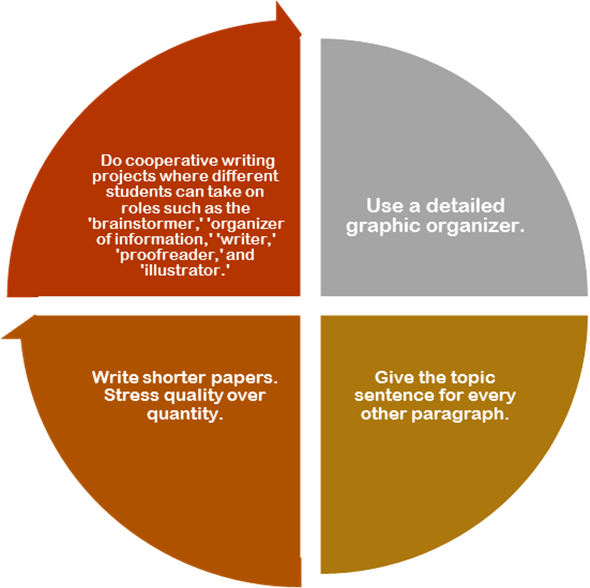 Do cooperative writing
projects where different
students can take on
roles such as the
'brainstormer,' 'organizer
of information,' 'writer,'
'proofreader,' and
'illustrator.'
Use a detailed
graphic organizer.
Write shorter papers.
Stress quality over
quantity.
Give the topic
sentence for every
other paragraph.